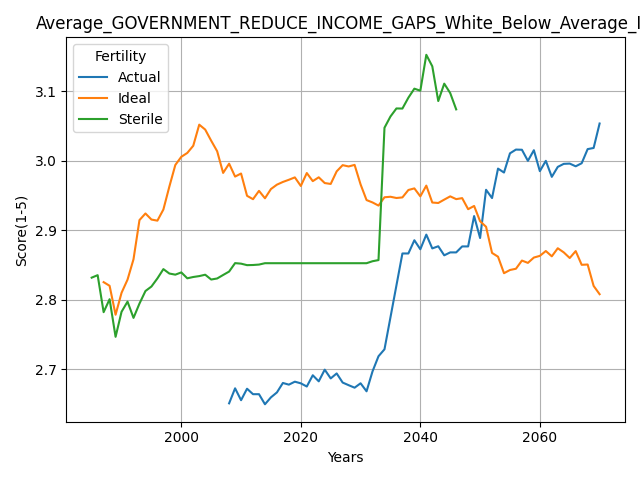 Average_GOVERNMENT_REDUCE_INCOME_GAPS_White_Below_Average_I
Fertility
Actual
Ideal
Sterile
Score(1-5)
3.1
3.0
2.9
2.8
2.7
2000
2020
2040
2060
Years